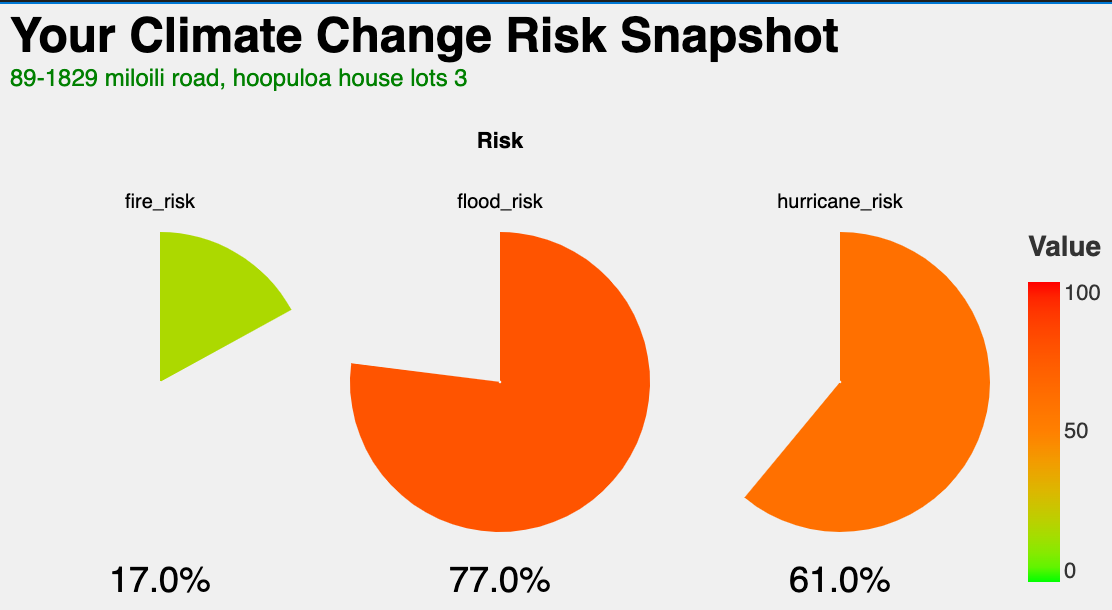 Your Climate Change Risk Snapshot
89-1829 miloili road, hoopuloa house lots 3
Risk
fire_risk flood_risk hurricane_risk
Value
100
50
0
17.0% 77.0% 61.0%